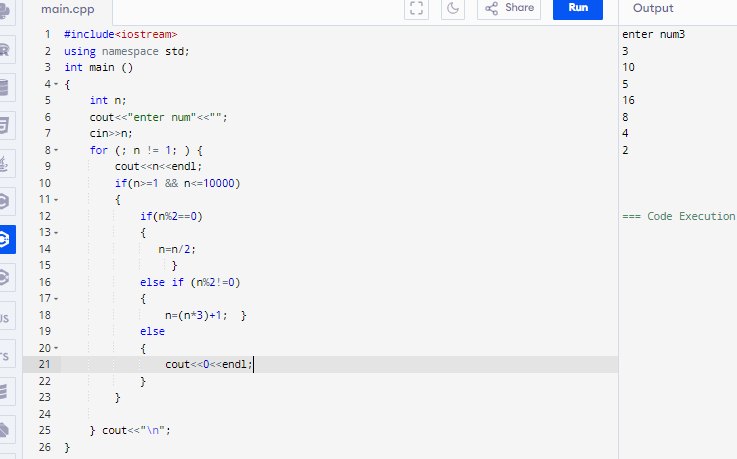 main.cpp
Share
Run
Output
1 #include<iostream>
2 using namespace std;
3 int main ()
4 {
5 int n;
6 cout<<"enter num"<<"";
7 cin>>n;
8 for (; n != 1; ) {
9 cout<<n<<endl;
10 if(n>=1 && n<=10000)
11 {
12 if(n%2==0)
13 {
14 n=n/2;
15 }
16 else if (n%2!=0)
17 {
18 n=(n*3)+1; }
19 else
20 {
21 cout<<0<<endl;
22 }
23 }
24
25 } cout<<"\n";
26 }
enter num3
3
10
5
16
8
4
2
=== Code Execution